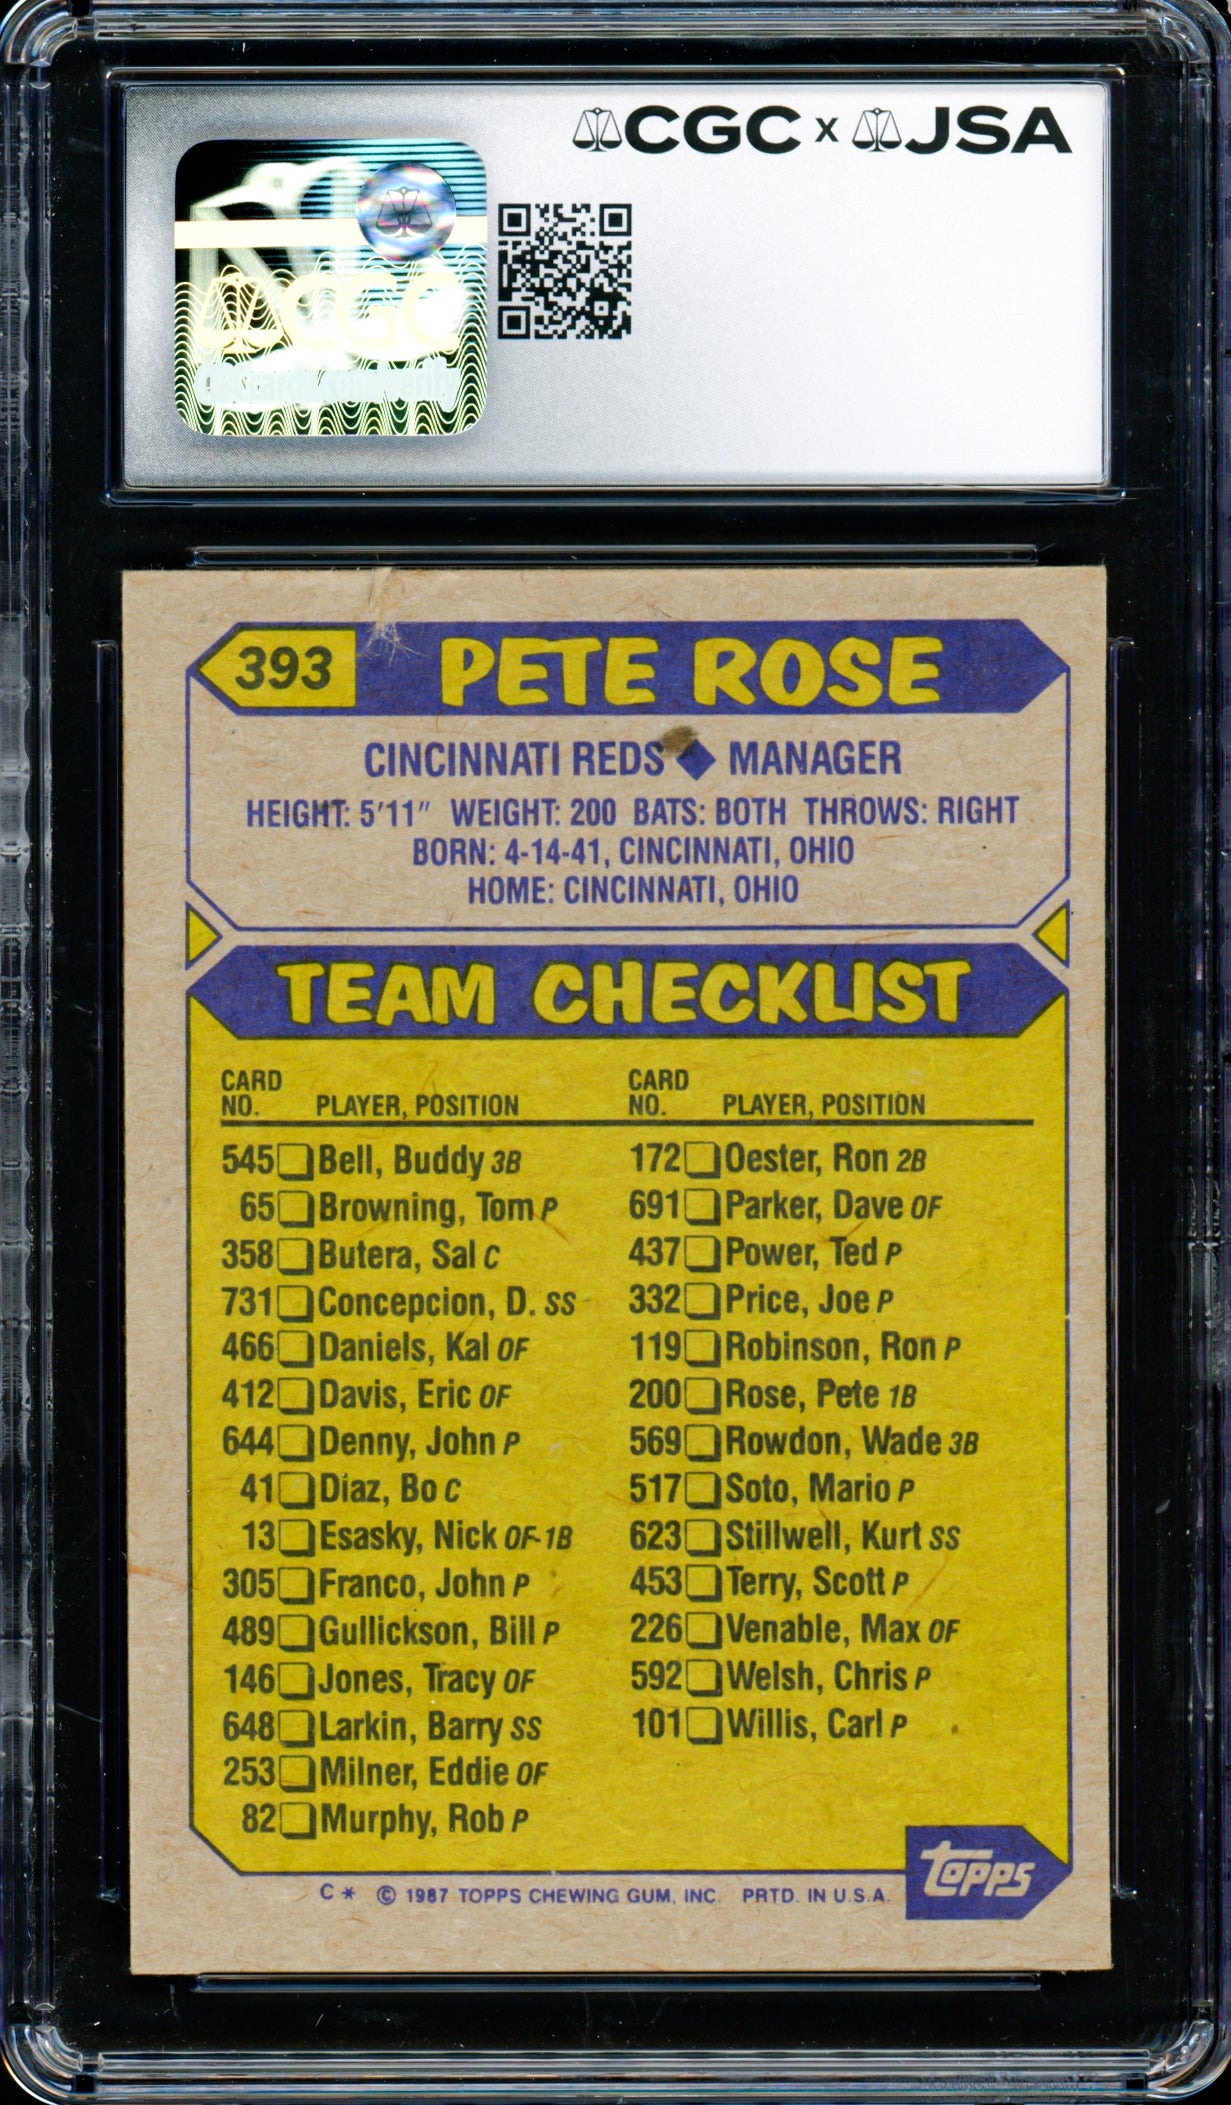 CGC x JSA
CGC
393 PETE ROSE
CINCINNATI REDS ◆ MANAGER
HEIGHT: 5'11" WEIGHT: 200 BATS: BOTH THROWS: RIGHT
BORN: 4-14-41, CINCINNATI, OHIO
HOME: CINCINNATI, OHIO
TEAM CHECKLIST
CARD
NO. PLAYER, POSITION
545 Bell, Buddy 3B
65 Browning, Tom P
358 Butera, Sal C
731 Concepcion, D. SS
466 Daniels, Kal OF
412 Davis, Eric OF
644 Denny, John P
41 Diaz, Bo C
13 Esasky, Nick OF-1B
305 Franco, John P
489 Gullickson, Bill P
146 Jones, Tracy OF
648 Larkin, Barry SS
253 Milner, Eddie OF
82 Murphy, Rob P
CARD
NO. PLAYER, POSITION
172 Oester, Ron 2B
691 Parker, Dave OF
437 Power, Ted P
332 Price, Joe P
119 Robinson, Ron P
200 Rose, Pete 1B
569 Rowdon, Wade 3B
517 Soto, Mario P
623 Stillwell, Kurt SS
453 Terry, Scott P
226 Venable, Max OF
592 Welsh, Chris P
101 Willis, Carl P
C* © 1987 TOPPS CHEWING GUM, INC. PRTD. IN U.S.A.
topps